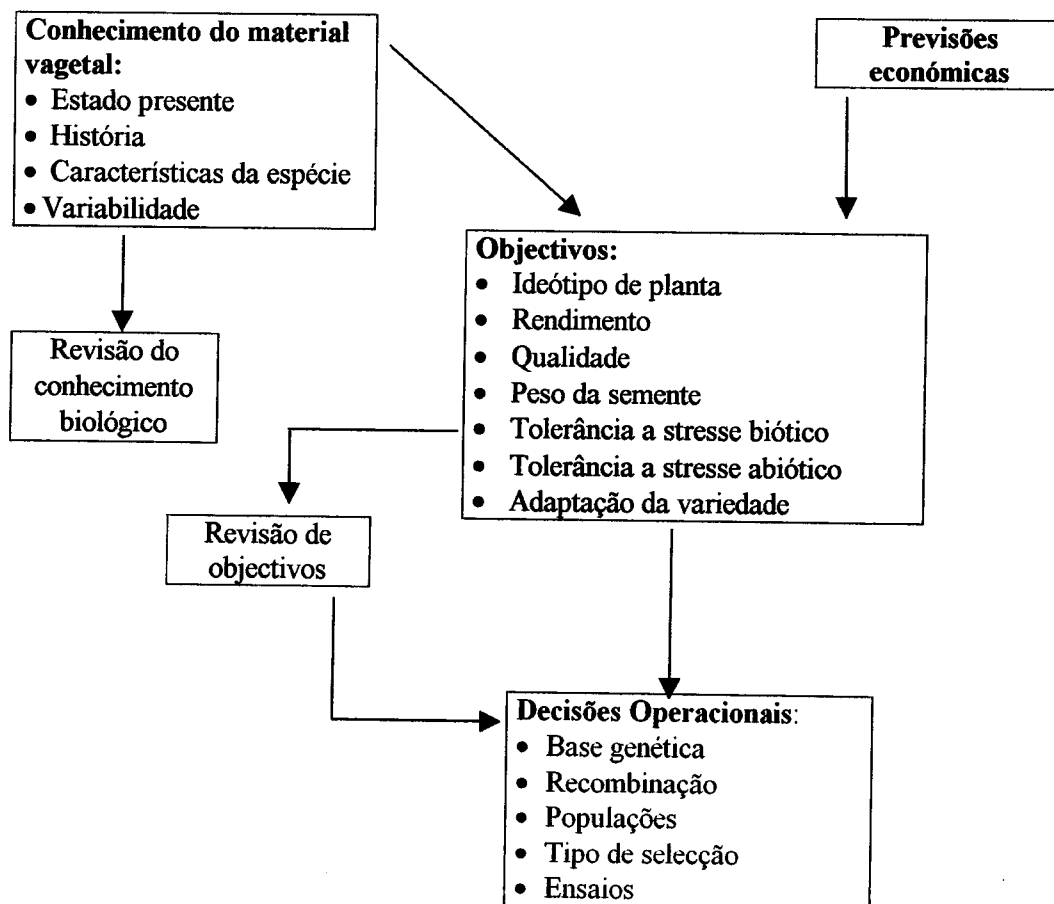 Conhecimento do material
vagetal:
• Estado presente
• História
• Características da espécie
• Variabilidade
Previsões
económicas
Objectivos:
• Ideótipo de planta
• Rendimento
• Qualidade
• Peso da semente
• Tolerância a stresse biótico
• Tolerância a stresse abiótico
• Adaptação da variedade
Revisão do
conhecimento
biológico
Revisão de
objectivos
Decisões Operacionais:
• Base genética
• Recombinação
• Populações
• Tipo de selecção
• Ensaios